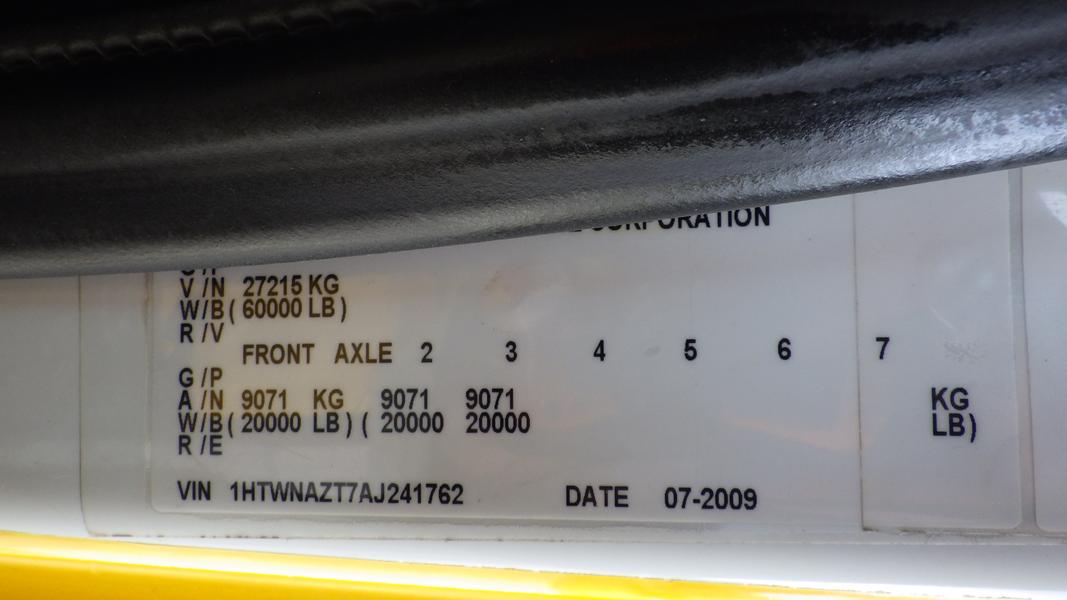 CORPORATION
G/P
V/N 27215 KG
W/B (60000 LB)
R/V
FRONT AXLE 2 3 4 5 6 7
G/P
A/N 9071 KG 9071 9071 KG
W/B (20000 LB) ( 20000 20000 LB)
R/E
VIN 1HTWNAZT7AJ241762 DATE 07-2009